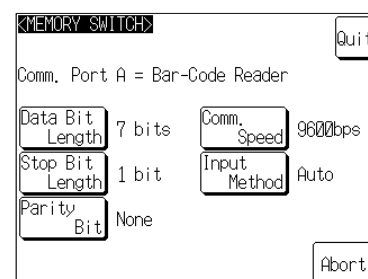 <MEMORY SWITCH>
Quit
Comm. Port A = Bar-Code Reader
Data Bit Length 7 bits
Comm. Speed 9600bps
Stop Bit Length 1 bit
Input Method Auto
Parity Bit None
Abort